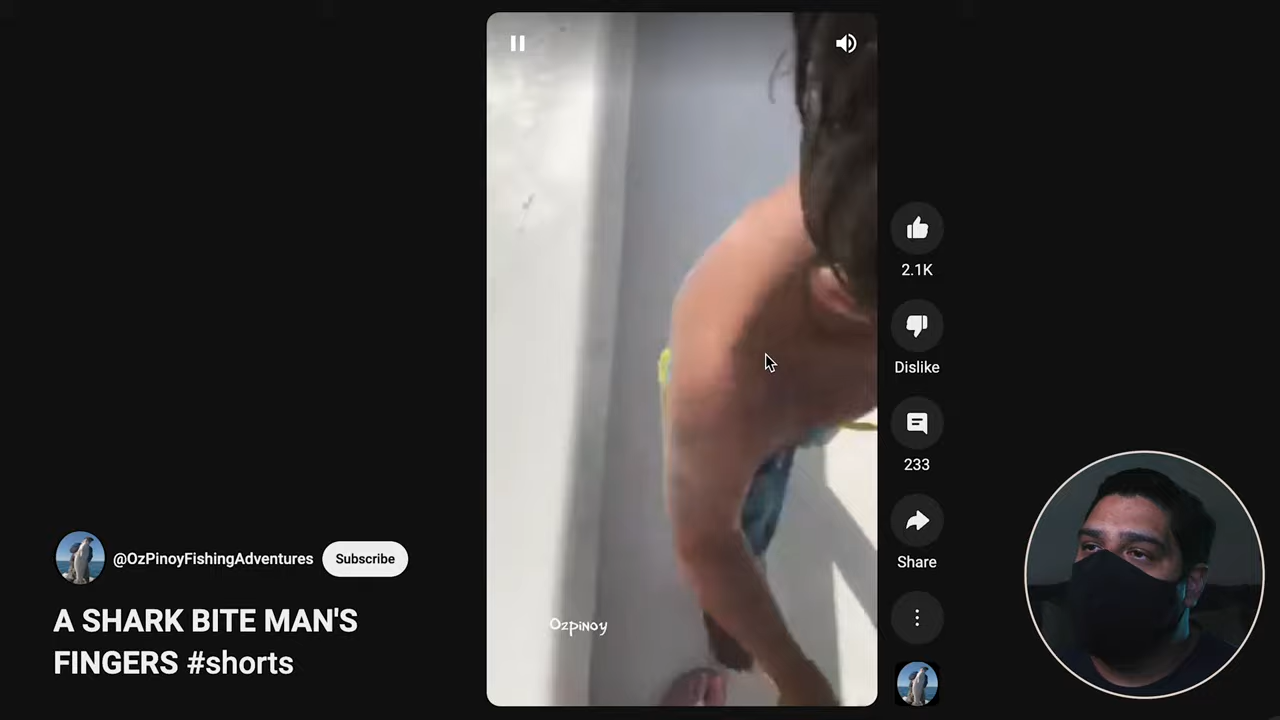 2.1K
Dislike
233
Share
@OzPinoyFishingAdventures
Subscribe
A SHARK BITE MAN'S
FINGERS #shorts
Ozpinoy